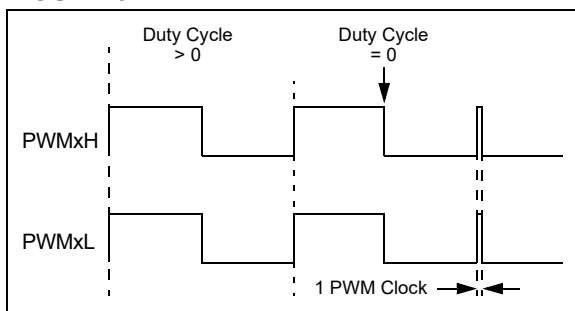 Duty Cycle
> 0
Duty Cycle
= 0
PWMxH
PWMxL
1 PWM Clock